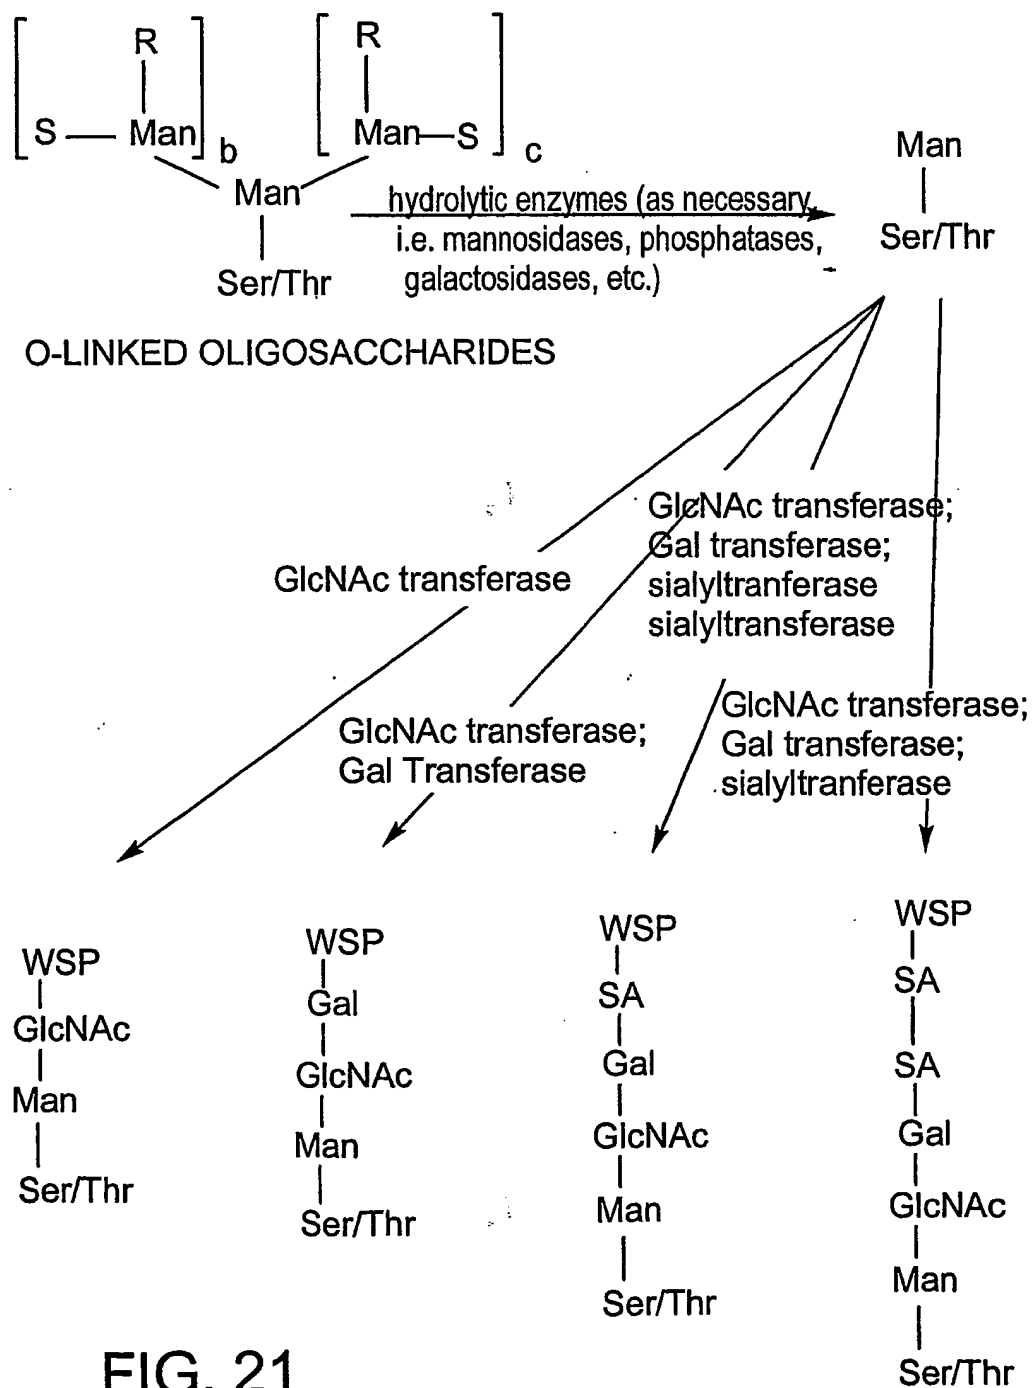 R
R
S Man b
Man S c
Man
Ser/Thr
hydrolytic enzymes (as necessary,
i.e. mannosidases, phosphatases,
galactosidases, etc.)
Man
Ser/Thr
O-LINKED OLIGOSACCHARIDES
GlcNAc transferase
GlcNAc transferase;
Gal Transferase
GlcNAc transferase;
Gal transferase;
sialyltranferase
sialyltransferase
GlcNAc transferase;
Gal transferase;
sialyltranferase
WSP
GlcNAc
Man
Ser/Thr
WSP
Gal
GlcNAc
Man
Ser/Thr
WSP
SA
Gal
GlcNAc
Man
Ser/Thr
WSP
SA
SA
Gal
GlcNAc
Man
Ser/Thr
FIG. 21